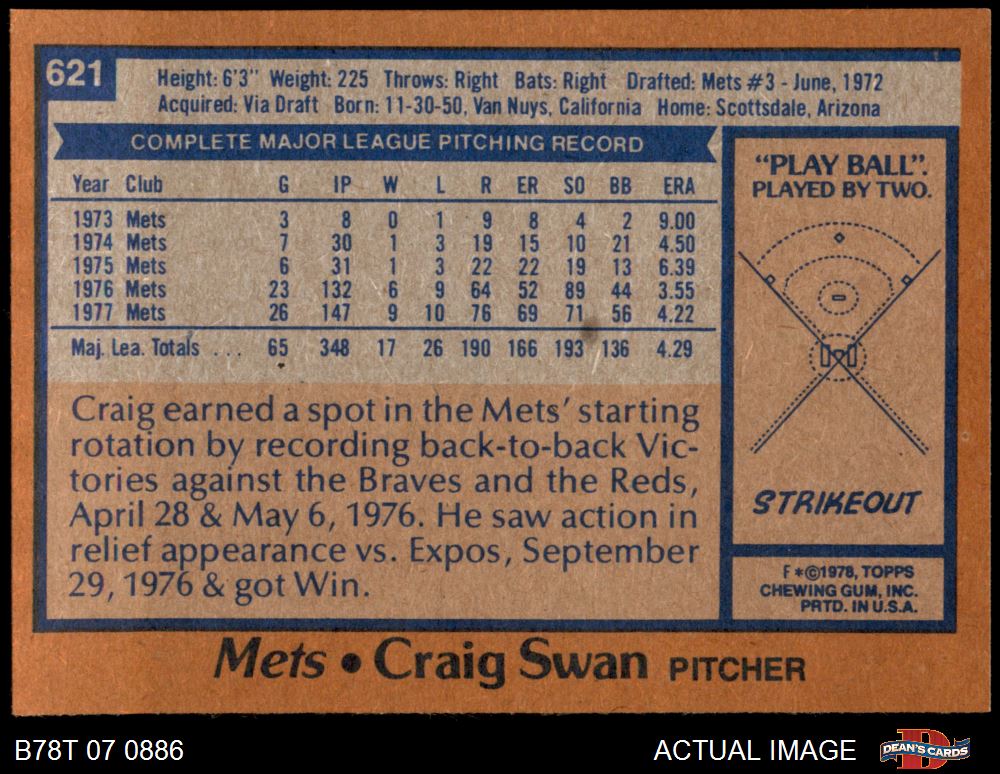 621
Height: 6'3" Weight: 225 Throws: Right Bats: Right Drafted: Mets #3 - June, 1972
Acquired: Via Draft Born: 11-30-50, Van Nuys, California Home: Scottsdale, Arizona
COMPLETE MAJOR LEAGUE PITCHING RECORD
Year Club G IP W L R ER SO BB ERA
1973 Mets 3 8 0 1 9 8 4 2 9.00
1974 Mets 7 30 1 3 19 15 10 21 4.50
1975 Mets 6 31 1 3 22 22 19 13 6.39
1976 Mets 23 132 6 9 64 52 89 44 3.55
1977 Mets 26 147 9 10 76 69 71 56 4.22
Maj. Lea. Totals . . . 65 348 17 26 190 166 193 136 4.29
Craig earned a spot in the Mets' starting
rotation by recording back-to-back Vic-
tories against the Braves and the Reds,
April 28 & May 6, 1976. He saw action in
relief appearance vs. Expos, September
29, 1976 & got Win.
"PLAY BALL".
PLAYED BY TWO.
STRIKEOUT
F *©1978, TOPPS
CHEWING GUM, INC.
PRTD. IN U.S.A.
Mets • Craig Swan PITCHER
B78T 07 0886
ACTUAL IMAGE
DEAN'S CARDS